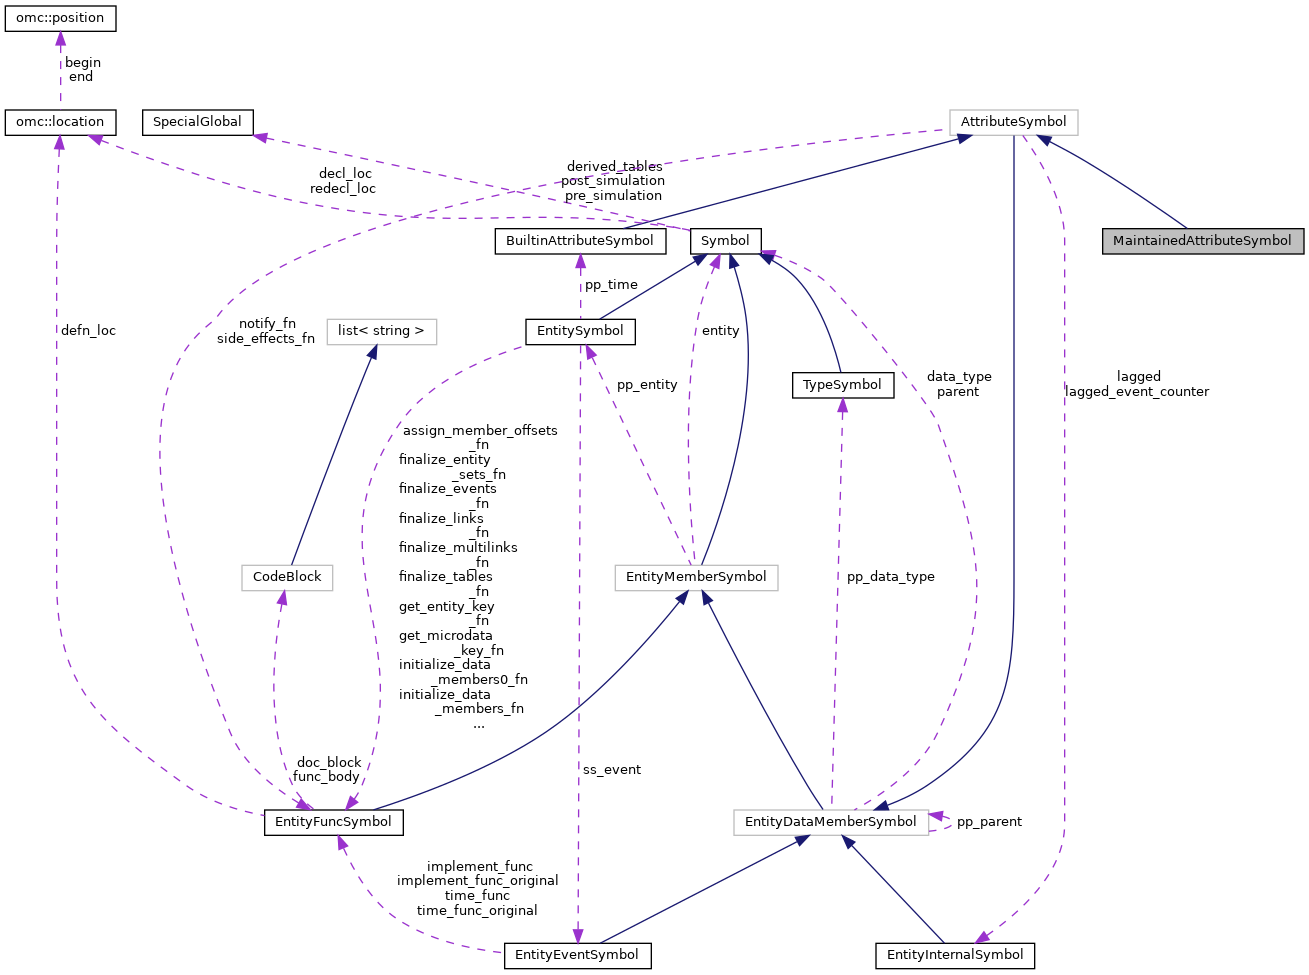 omc::position
begin
end
omc::location
SpecialGlobal
AttributeSymbol
decl_loc
redecl_loc
derived_tables
post_simulation
pre_simulation
BuiltinAttributeSymbol
Symbol
MaintainedAttributeSymbol
pp_time
defn_loc
notify_fn
side_effects_fn
list< string >
EntitySymbol
entity
pp_entity
TypeSymbol
data_type
parent
lagged
lagged_event_counter
assign_member_offsets
_fn
finalize_entity
_sets_fn
finalize_events
_fn
finalize_links
_fn
finalize_multilinks
_fn
finalize_tables
_fn
get_entity_key
_fn
get_microdata
_key_fn
initialize_data
_members0_fn
initialize_data
_members_fn
...
CodeBlock
EntityMemberSymbol
pp_data_type
doc_block
func_body
ss_event
EntityFuncSymbol
EntityDataMemberSymbol
pp_parent
implement_func
implement_func_original
time_func
time_func_original
EntityEventSymbol
EntityInternalSymbol